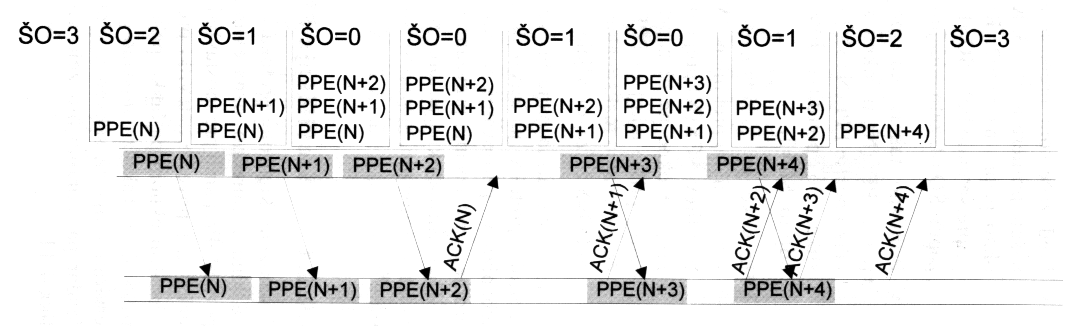 ŠO=3 ŠO=2 ŠO=1 ŠO=0 ŠO=0 ŠO=1 ŠO=0 ŠO=1 ŠO=2 ŠO=3
PPE(N+2) PPE(N+2) PPE(N+3)
PPE(N+1) PPE(N+1) PPE(N+1) PPE(N+2) PPE(N+2) PPE(N+3)
PPE(N) PPE(N) PPE(N) PPE(N) PPE(N+1) PPE(N+1) PPE(N+2) PPE(N+4)
PPE(N) PPE(N+1) PPE(N+2) PPE(N+3) PPE(N+4)
ACK(N) ACK(N+1) ACK(N+2) ACK(N+3) ACK(N+4)
PPE(N) PPE(N+1) PPE(N+2) PPE(N+3) PPE(N+4)